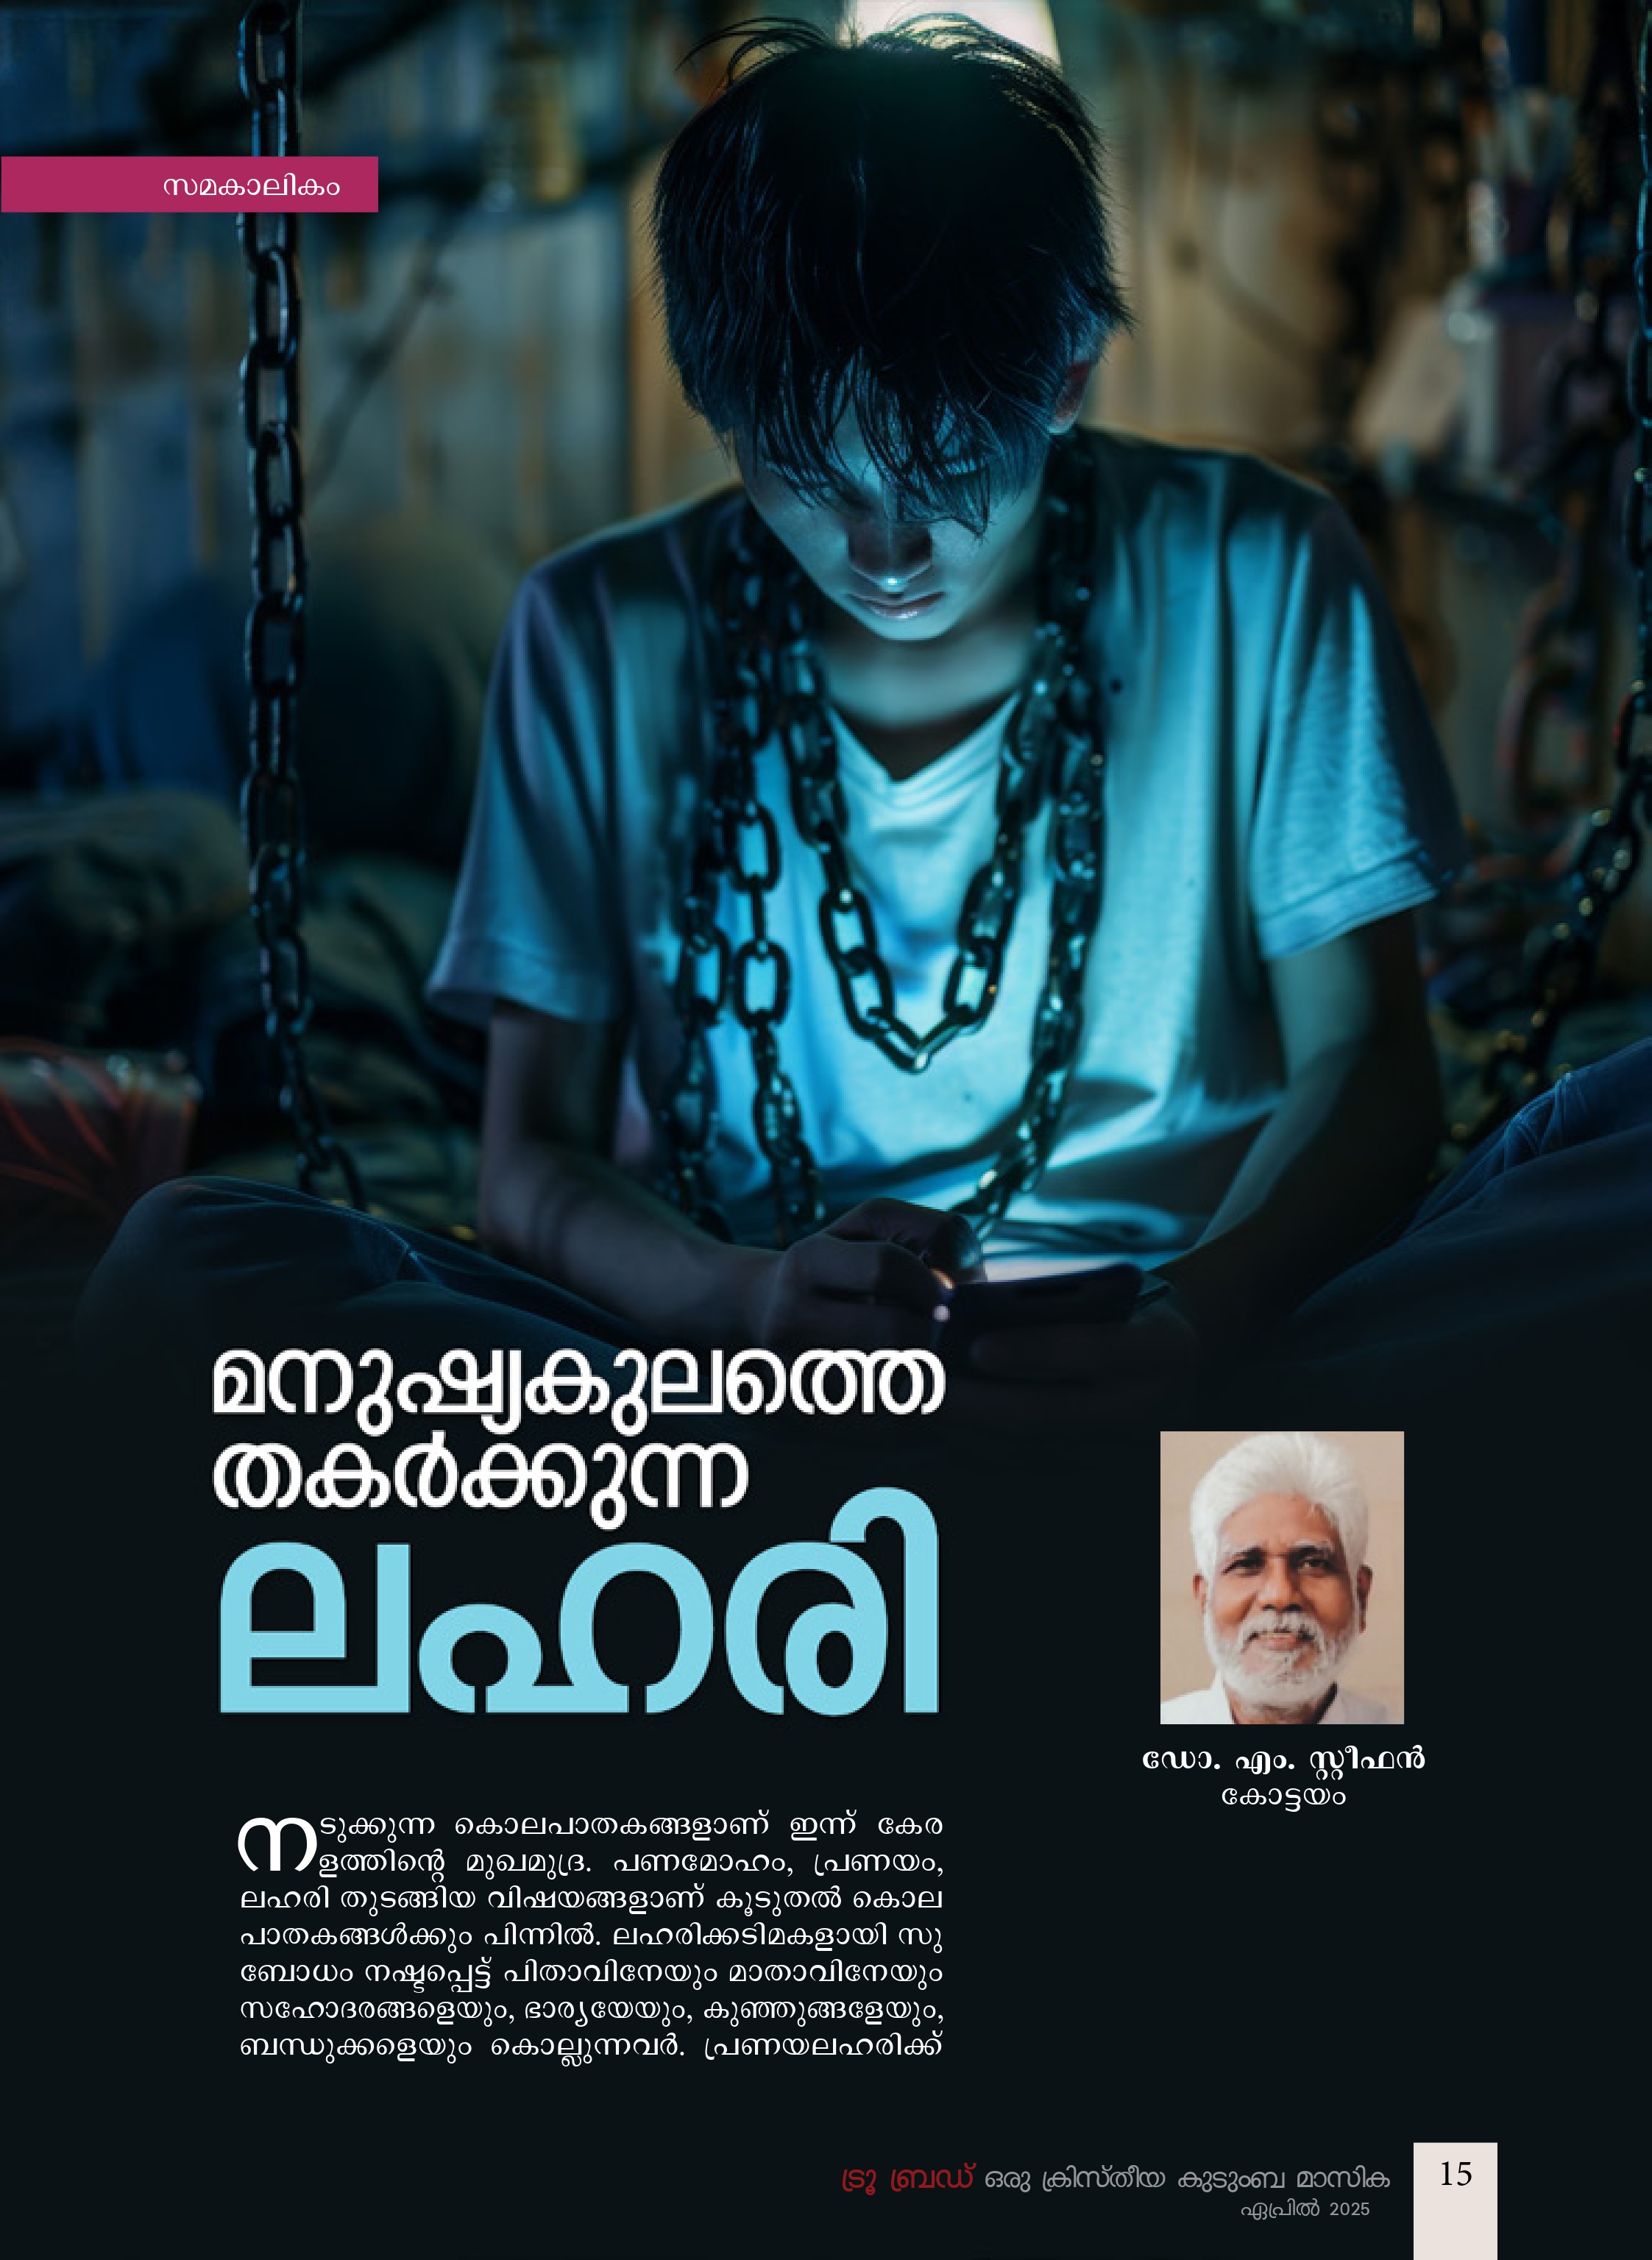 സമകാലികം
മനുഷ്യകുലത്തെ
തകർക്കുന്ന
ലഹരി
ഡോ. എം. സ്റ്റീഫൻ
കോട്ടയം
നടുക്കുന്ന കൊലപാതകങ്ങളാണ് ഇന്ന് കേര
ളത്തിന്റെ മുഖമുദ്ര. പണമോഹം, പ്രണയം,
ലഹരി തുടങ്ങിയ വിഷയങ്ങളാണ് കൂടുതൽ കൊല
പാതകങ്ങൾക്കും പിന്നിൽ. ലഹരിക്കടിമകളായി സു
ബോധം നഷ്ടപ്പെട്ട് പിതാവിനേയും മാതാവിനേയും
സഹോദരങ്ങളെയും, ഭാര്യയേയും, കുഞ്ഞുങ്ങളേയും,
ബന്ധുക്കളെയും കൊല്ലുന്നവർ. പ്രണയലഹരിക്ക്
ട്രൂ ബ്രഡ് ഒരു ക്രിസ്തീയ കുടുംബ മാസിക
ഏപ്രിൽ 2025
15